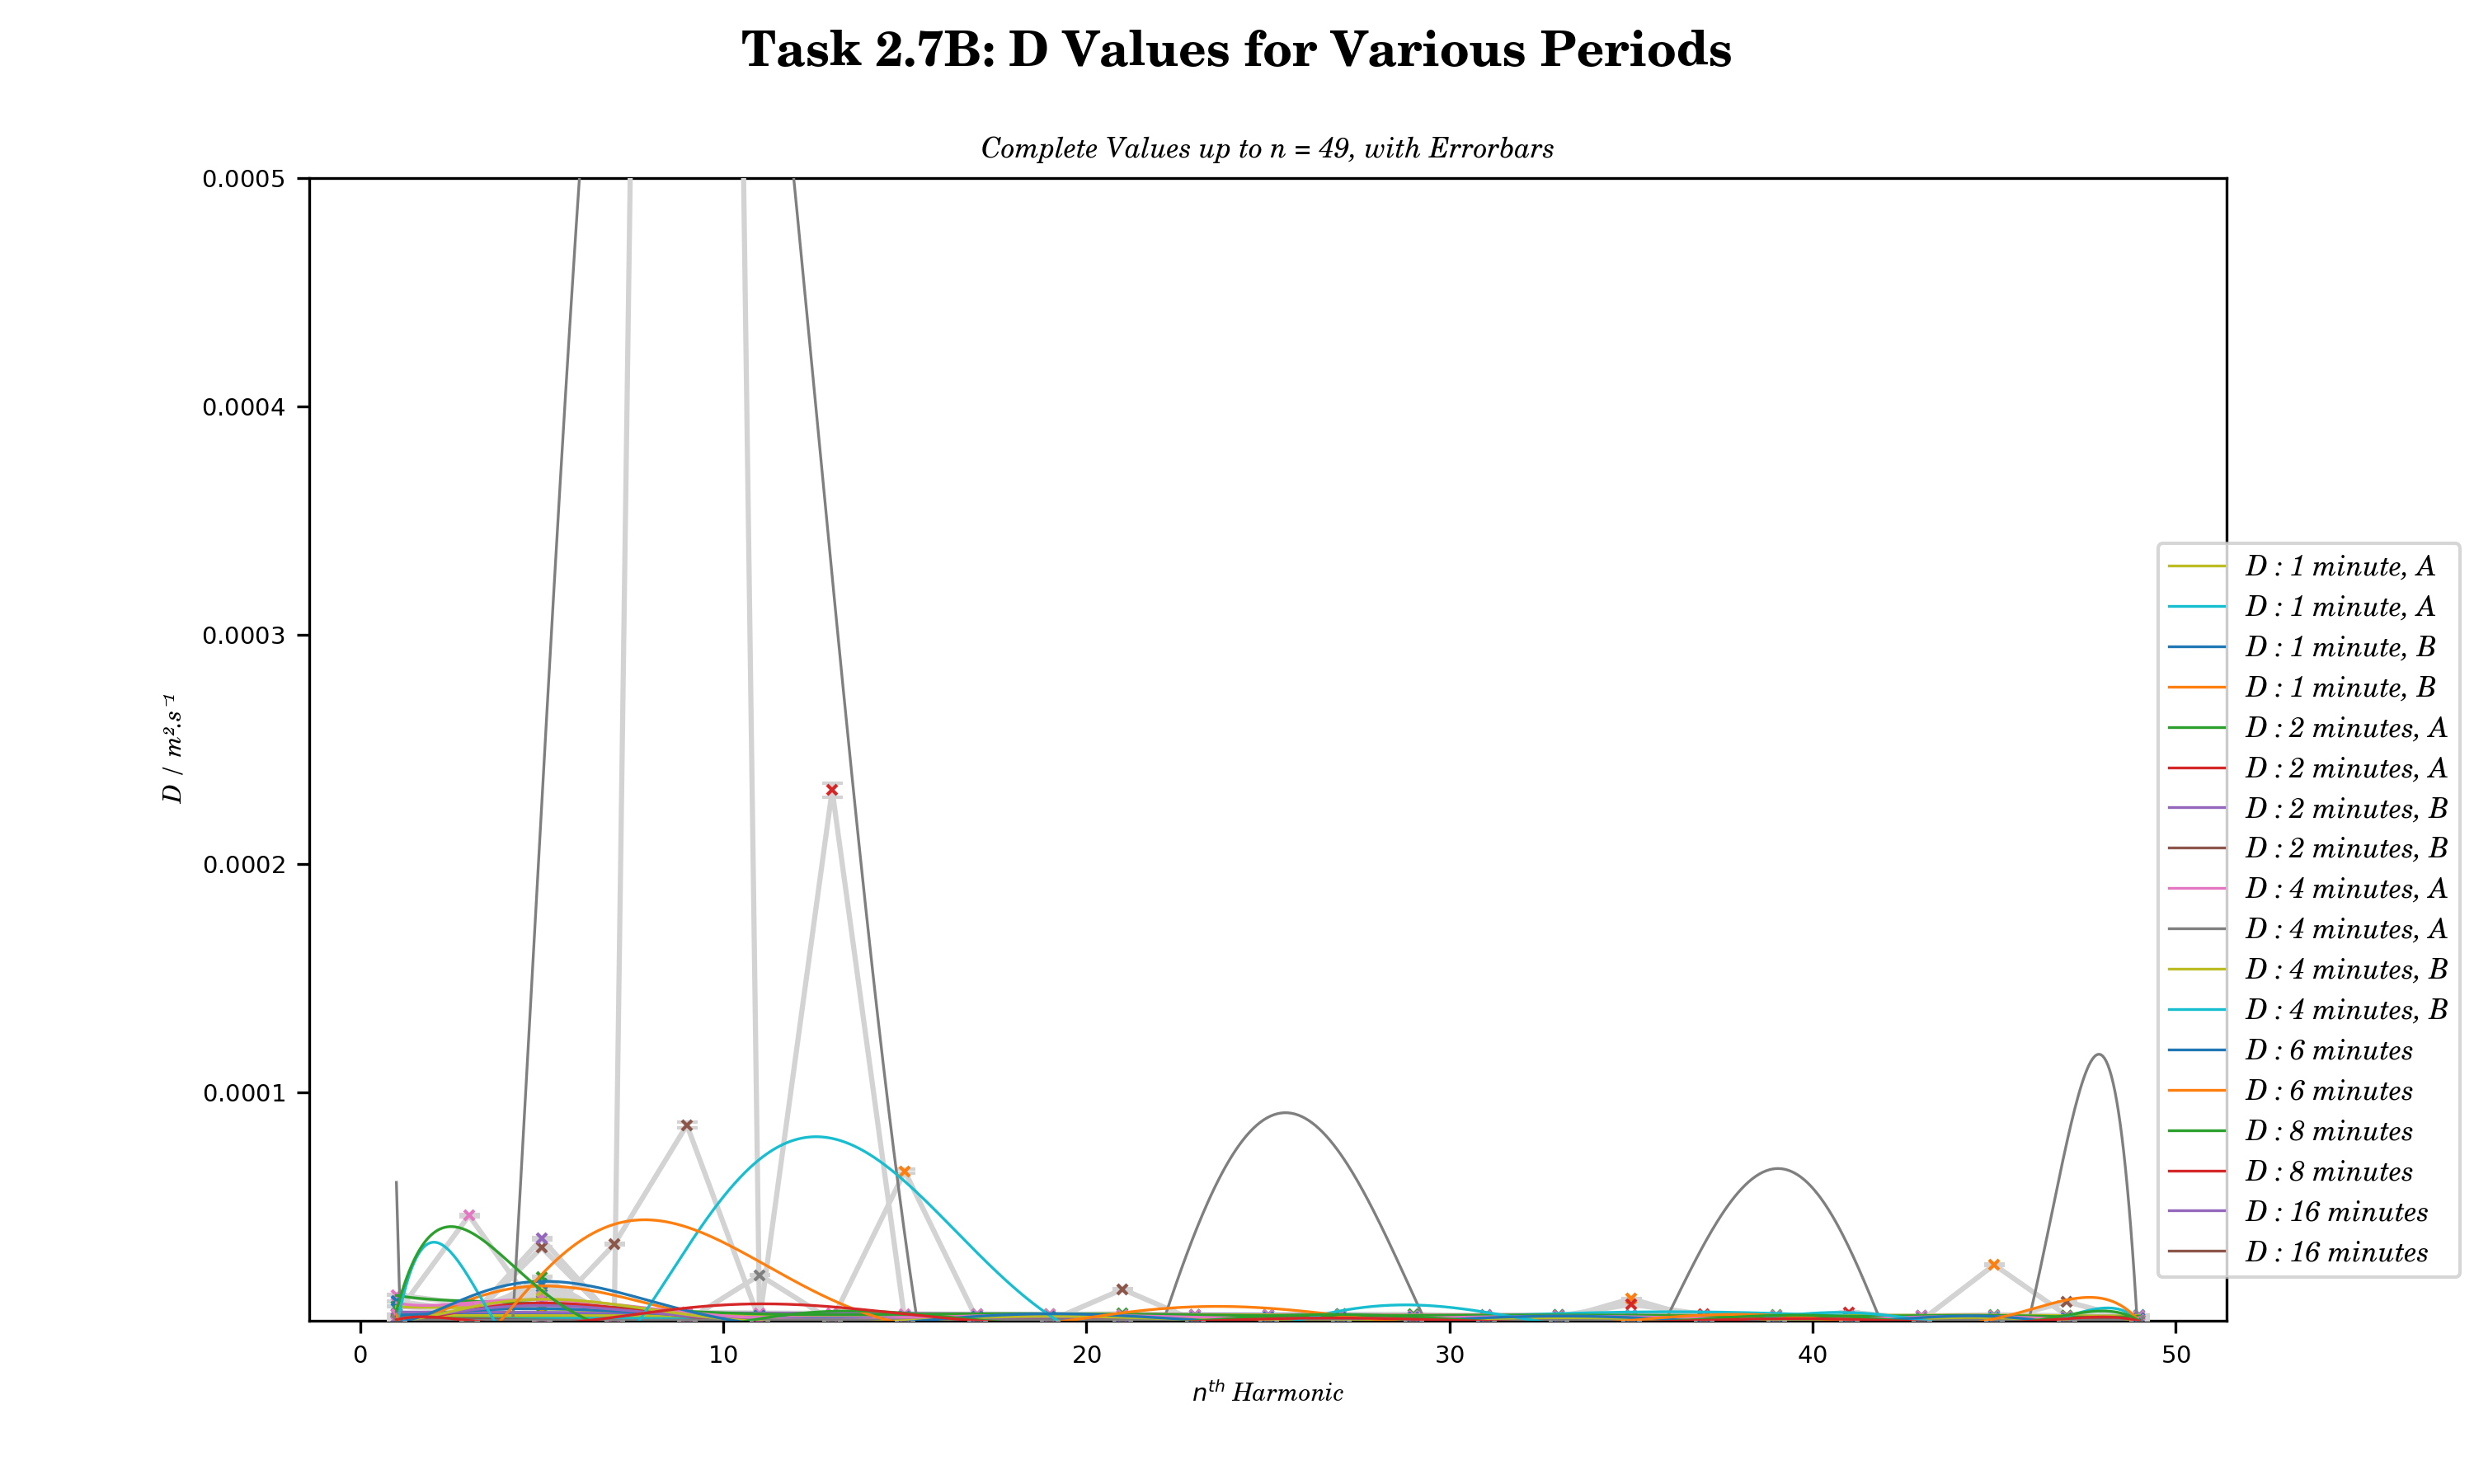 Task 2.7B: D Values for Various Periods
Complete Values up to n = 49, with Errorbars
0.0005
0.0004
0.0003
0.0002
0.0001
D / m².s⁻¹
0 10 20 30 40 50
nᵗʰ Harmonic
D : 1 minute, A
D : 1 minute, A
D : 1 minute, B
D : 1 minute, B
D : 2 minutes, A
D : 2 minutes, A
D : 2 minutes, B
D : 2 minutes, B
D : 4 minutes, A
D : 4 minutes, A
D : 4 minutes, B
D : 4 minutes, B
D : 6 minutes
D : 6 minutes
D : 8 minutes
D : 8 minutes
D : 16 minutes
D : 16 minutes